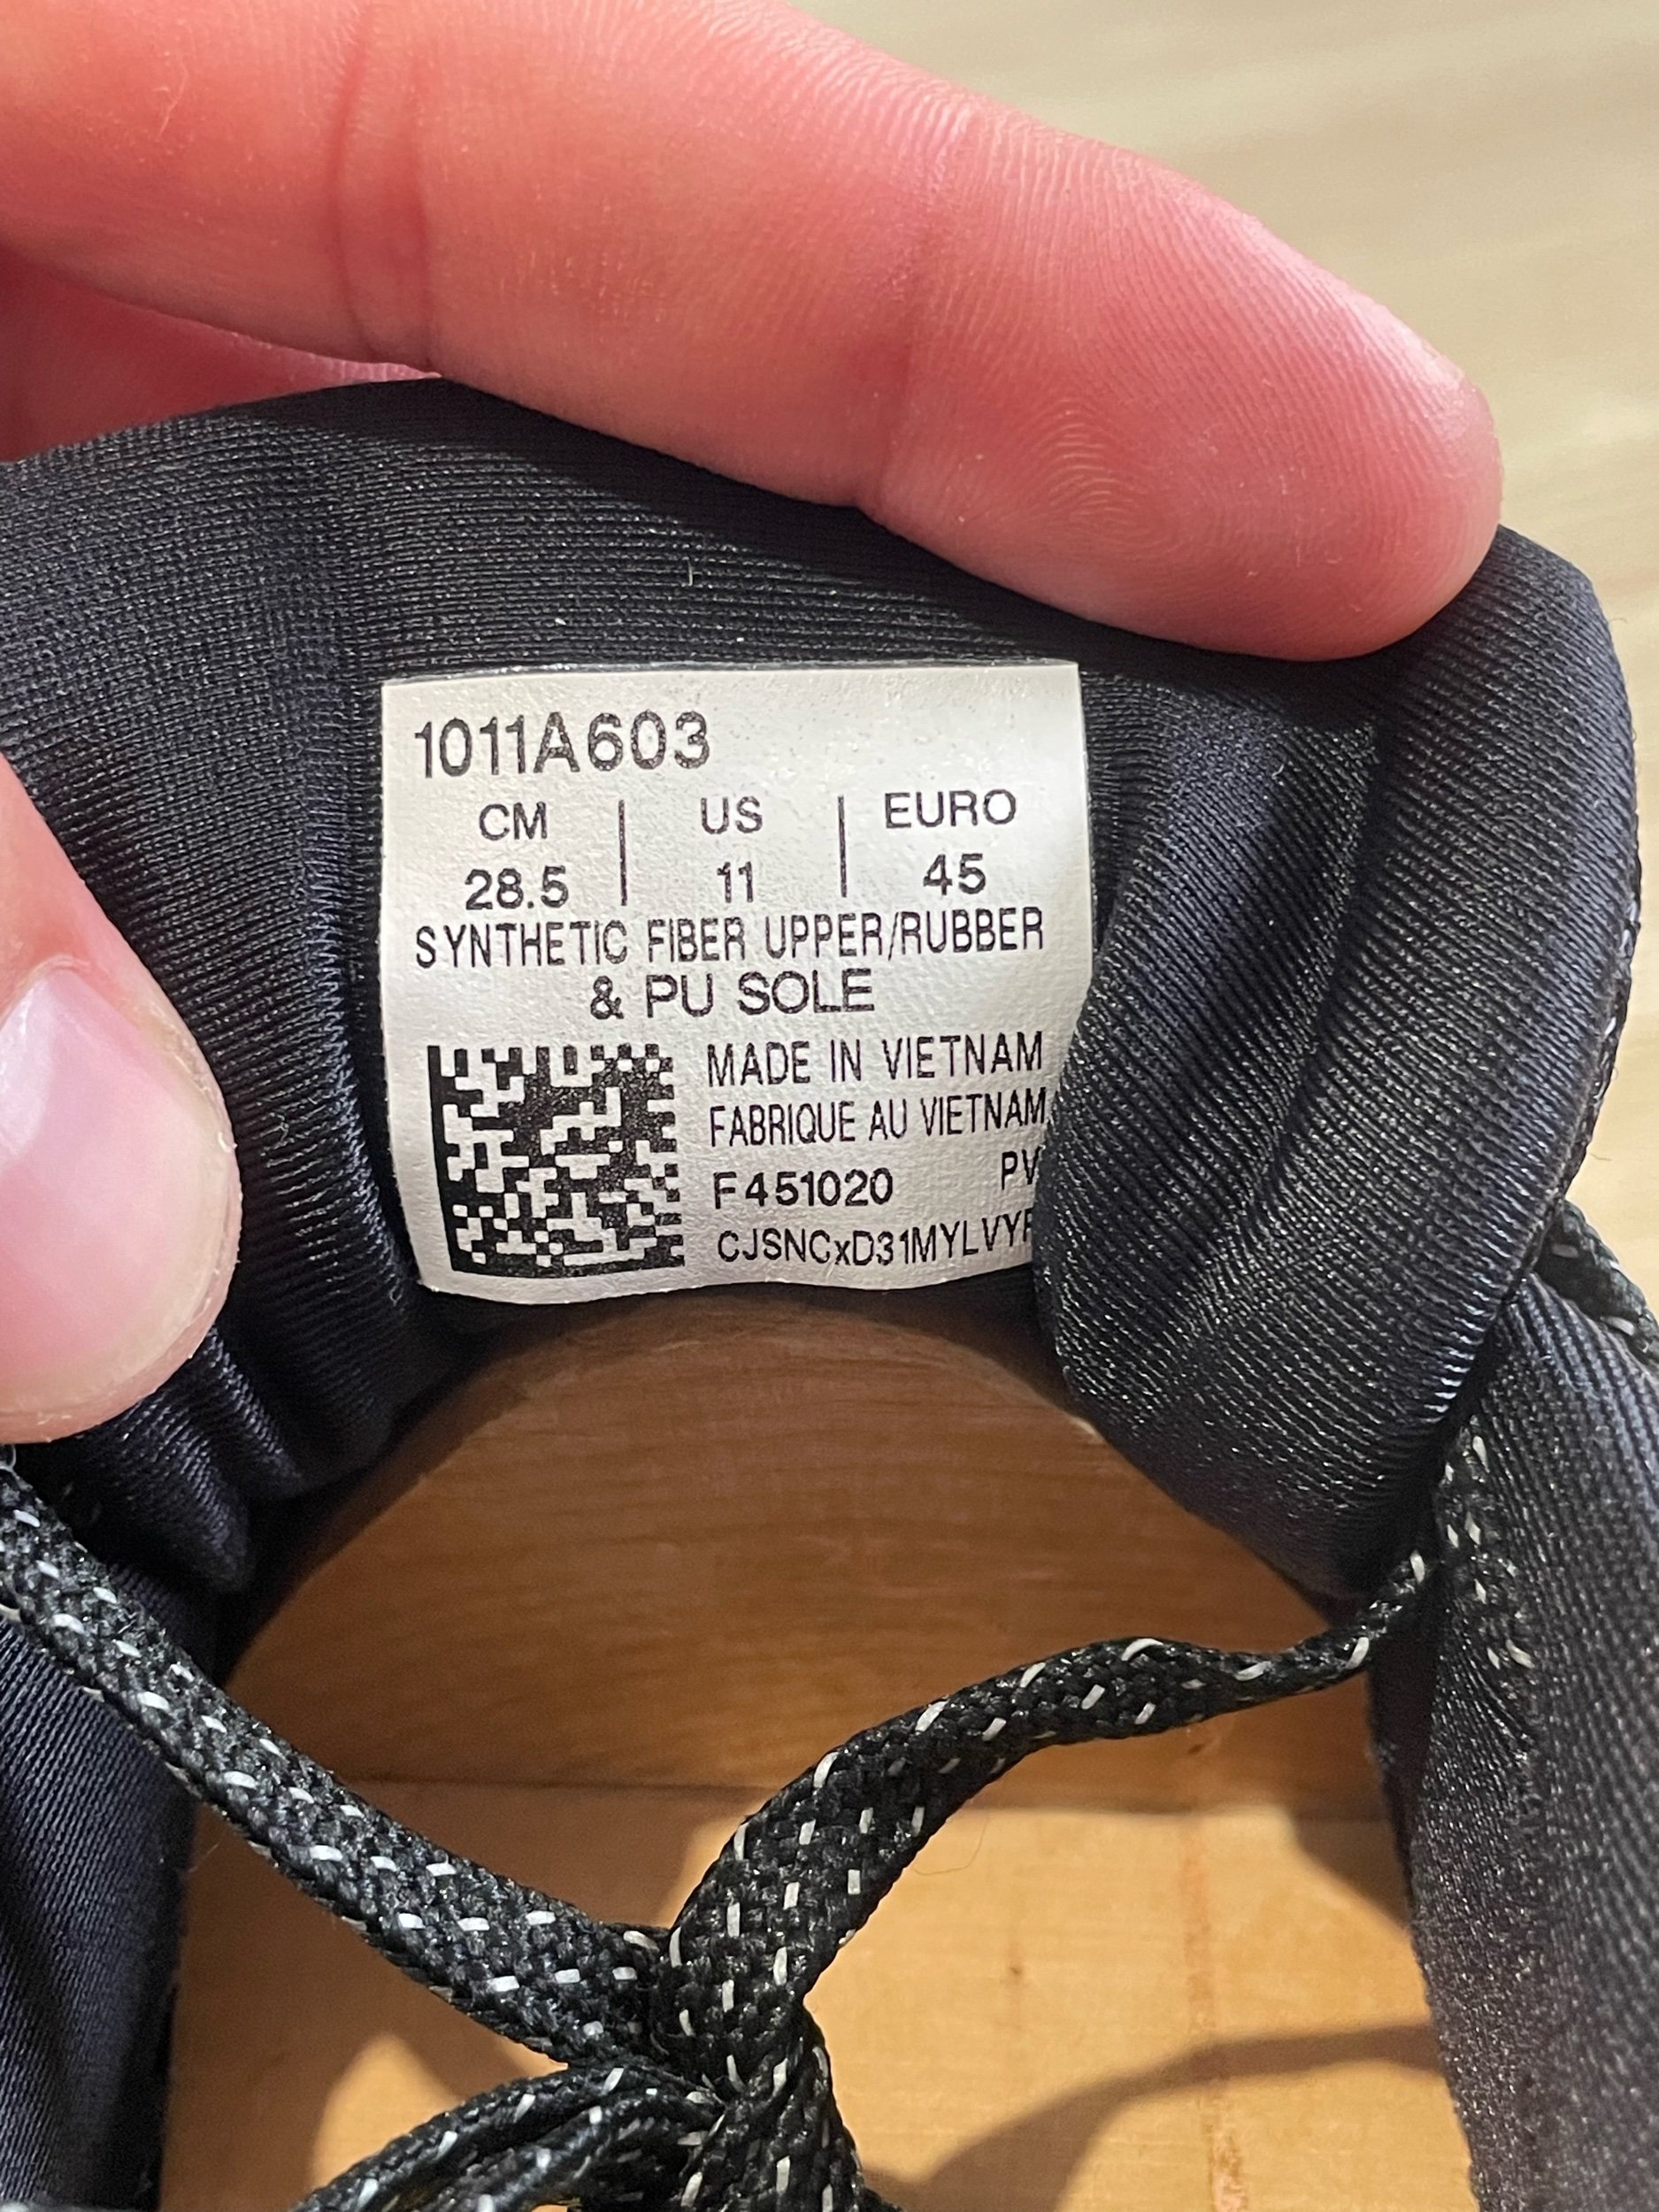 1011A603
CM | US | EURO
28.5 | 11 | 45
SYNTHETIC FIBER UPPER/RUBBER
& PU SOLE
MADE IN VIETNAM
FABRIQUE AU VIETNAM
F451020 PV